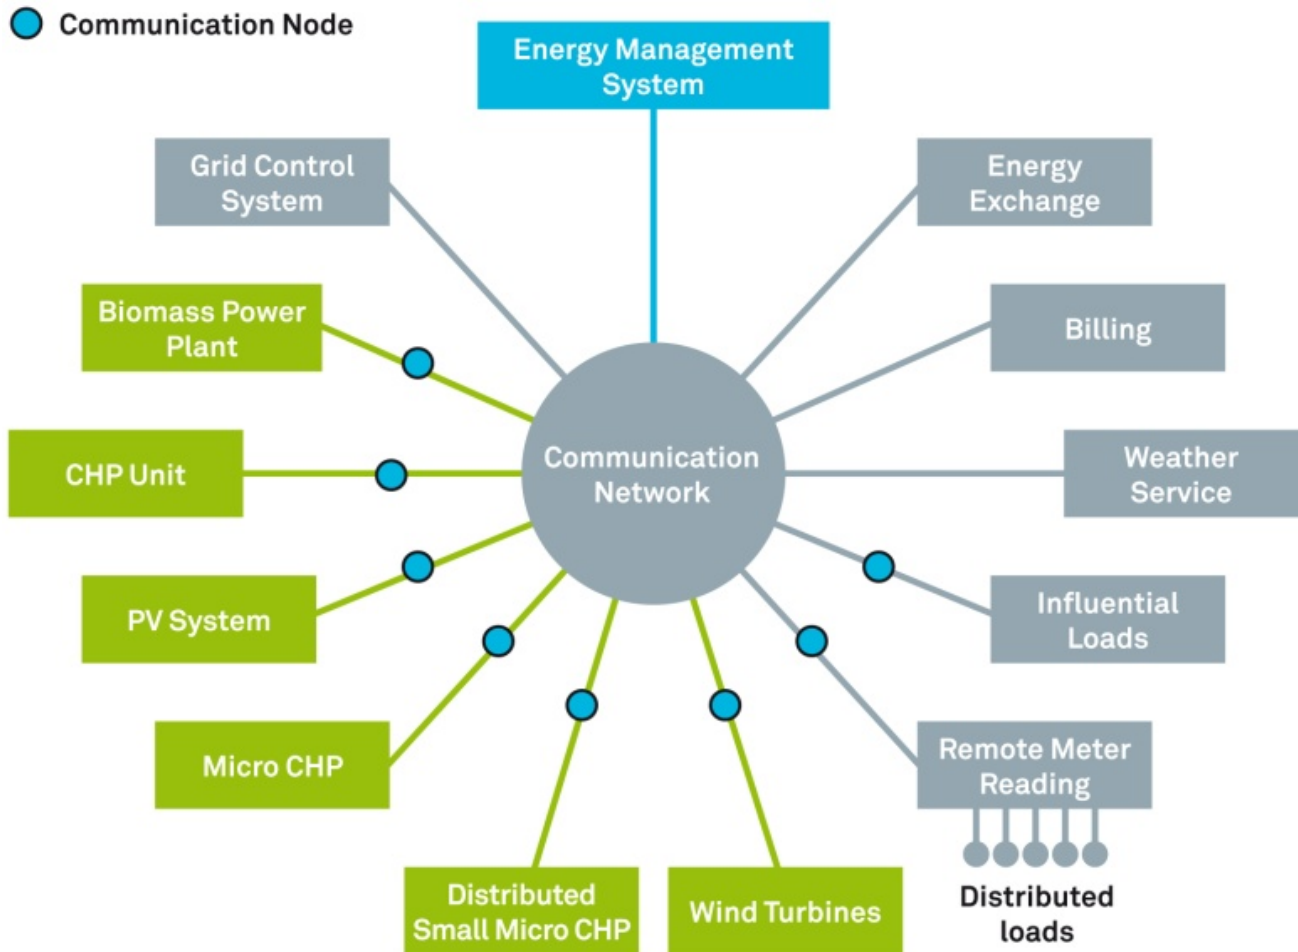 Communication Node
Energy Management
System
Grid Control
System
Energy
Exchange
Biomass Power
Plant
Billing
CHP Unit
Communication
Network
Weather
Service
PV System
Influential
Loads
Micro CHP
Remote Meter
Reading
Distributed
Small Micro CHP
Wind Turbines
Distributed
loads